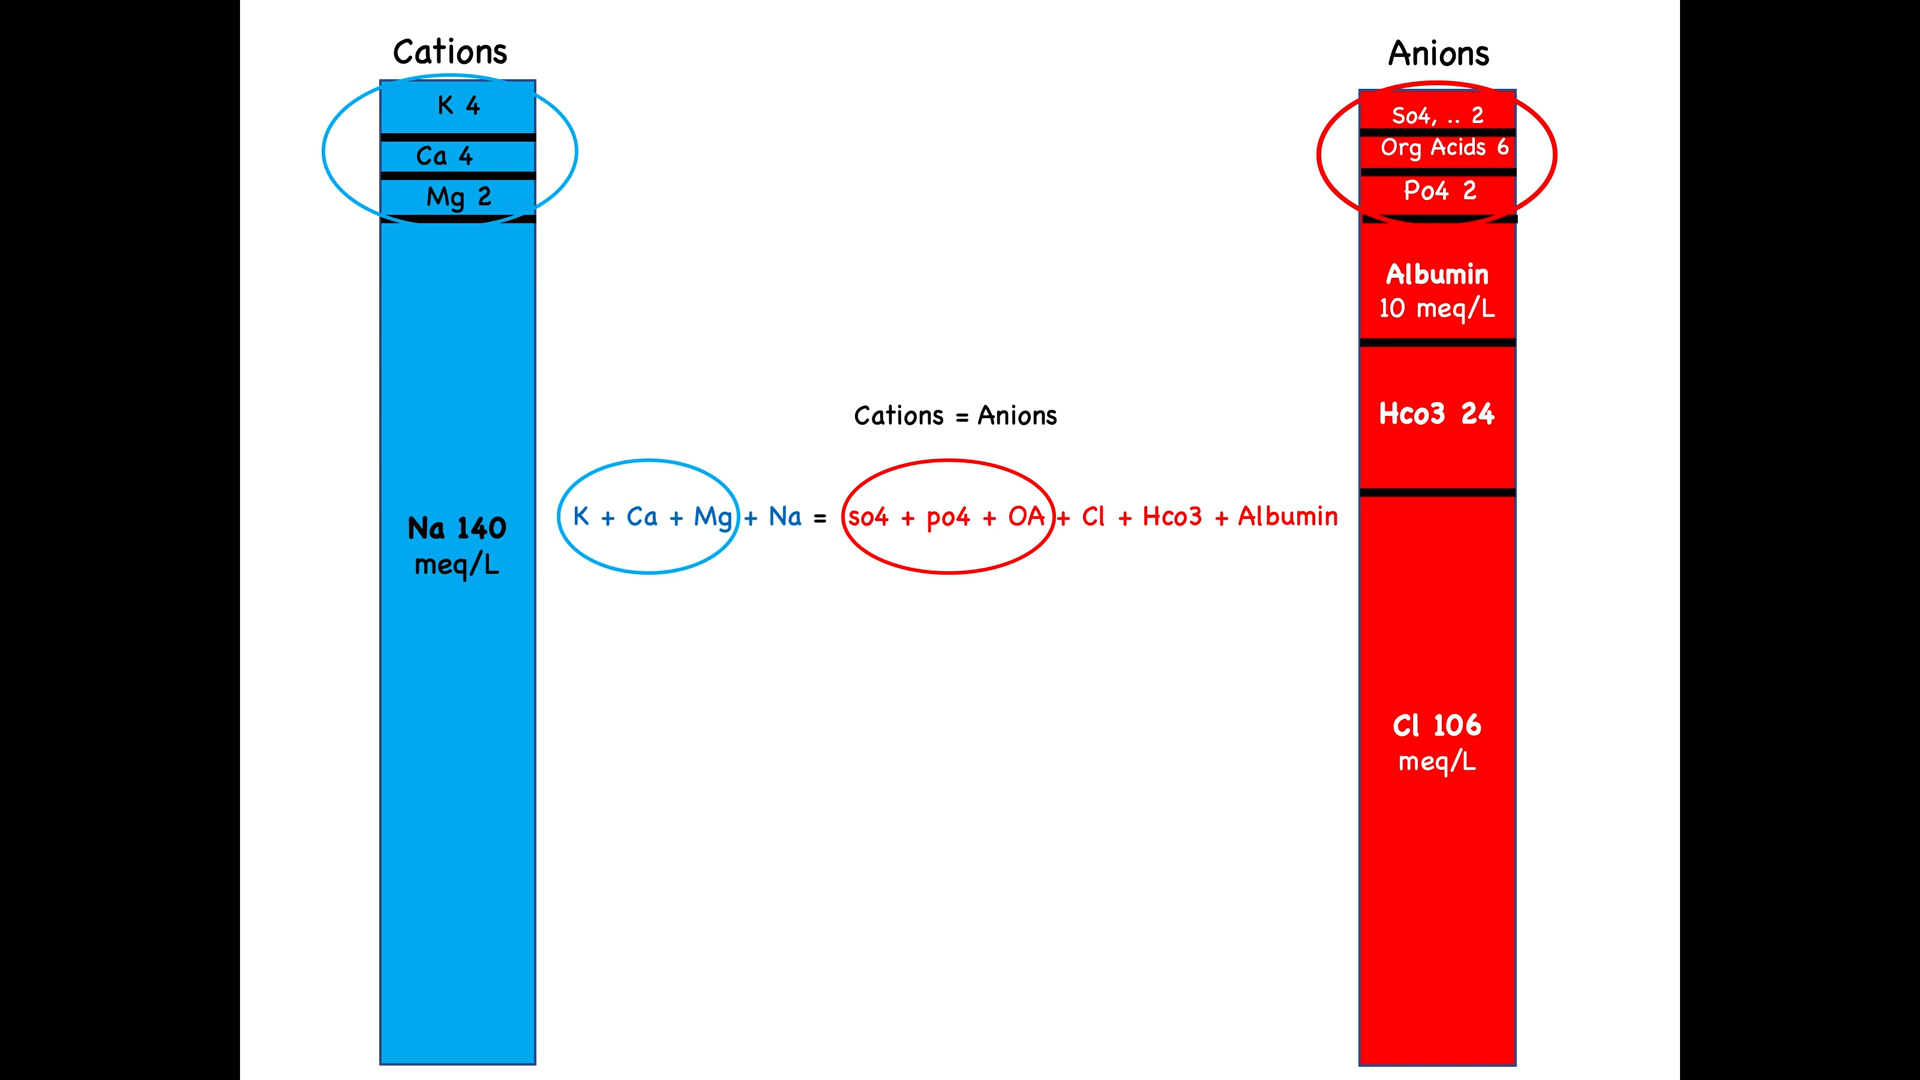 Cations
K 4
Ca 4
Mg 2
Na 140
meq/L
Cations = Anions
K + Ca + Mg + Na = so4 + po4 + OA + Cl + Hco3 + Albumin
Anions
So4, .. 2
Org Acids 6
Po4 2
Albumin
10 meq/L
Hco3 24
Cl 106
meq/L